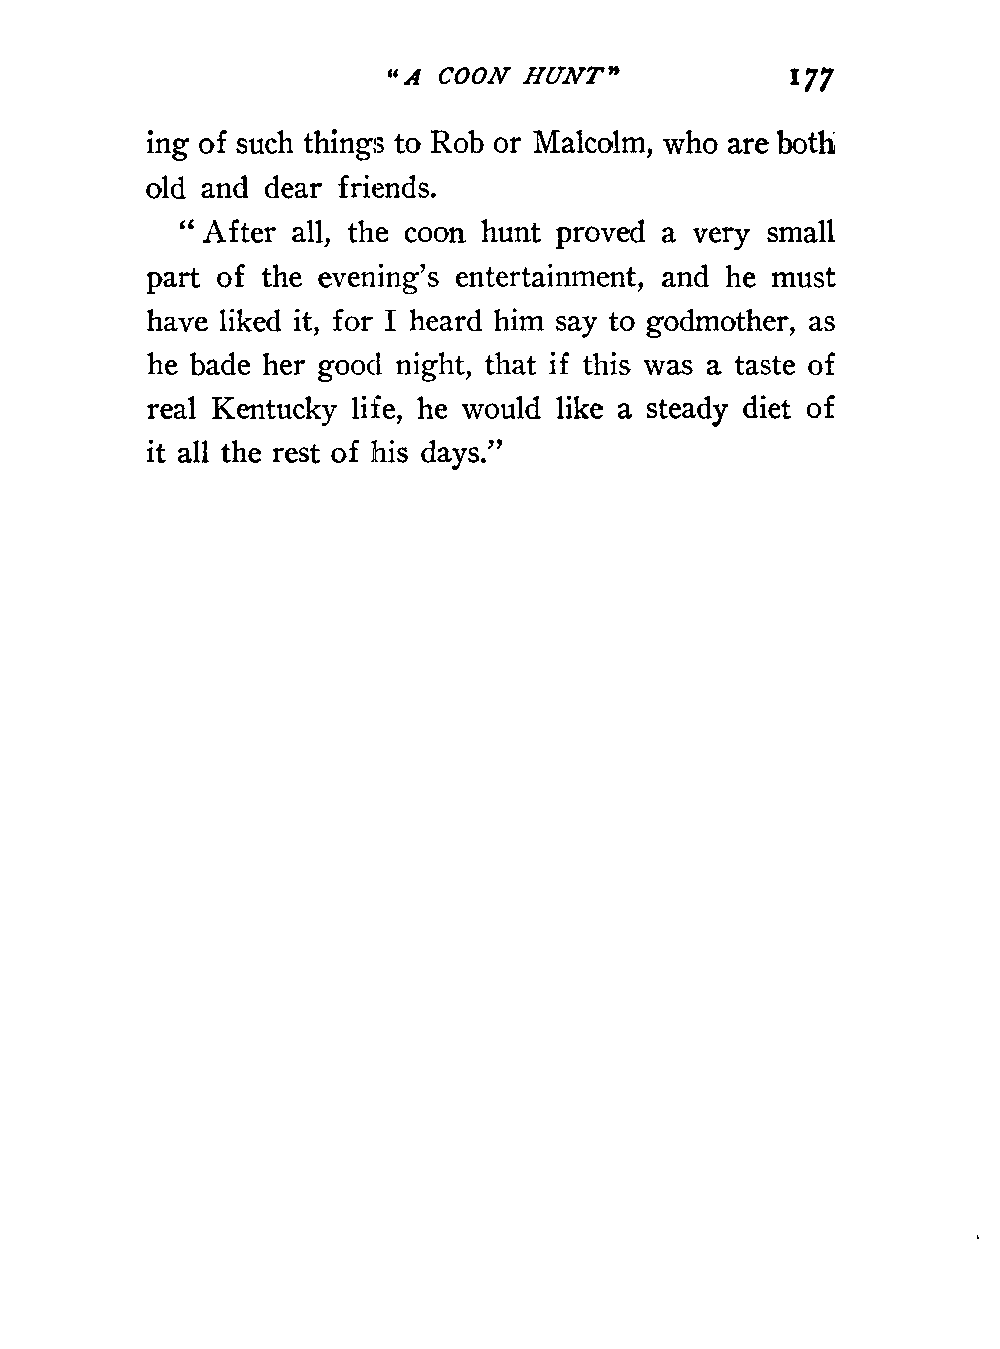 "A COON HUNT" 177
ing of such things to Rob or Malcolm, who are both
old and dear friends.
"After all, the coon hunt proved a very small
part of the evening's entertainment, and he must
have liked it, for I heard him say to godmother, as
he bade her good night, that if this was a taste of
real Kentucky life, he would like a steady diet of
it all the rest of his days."